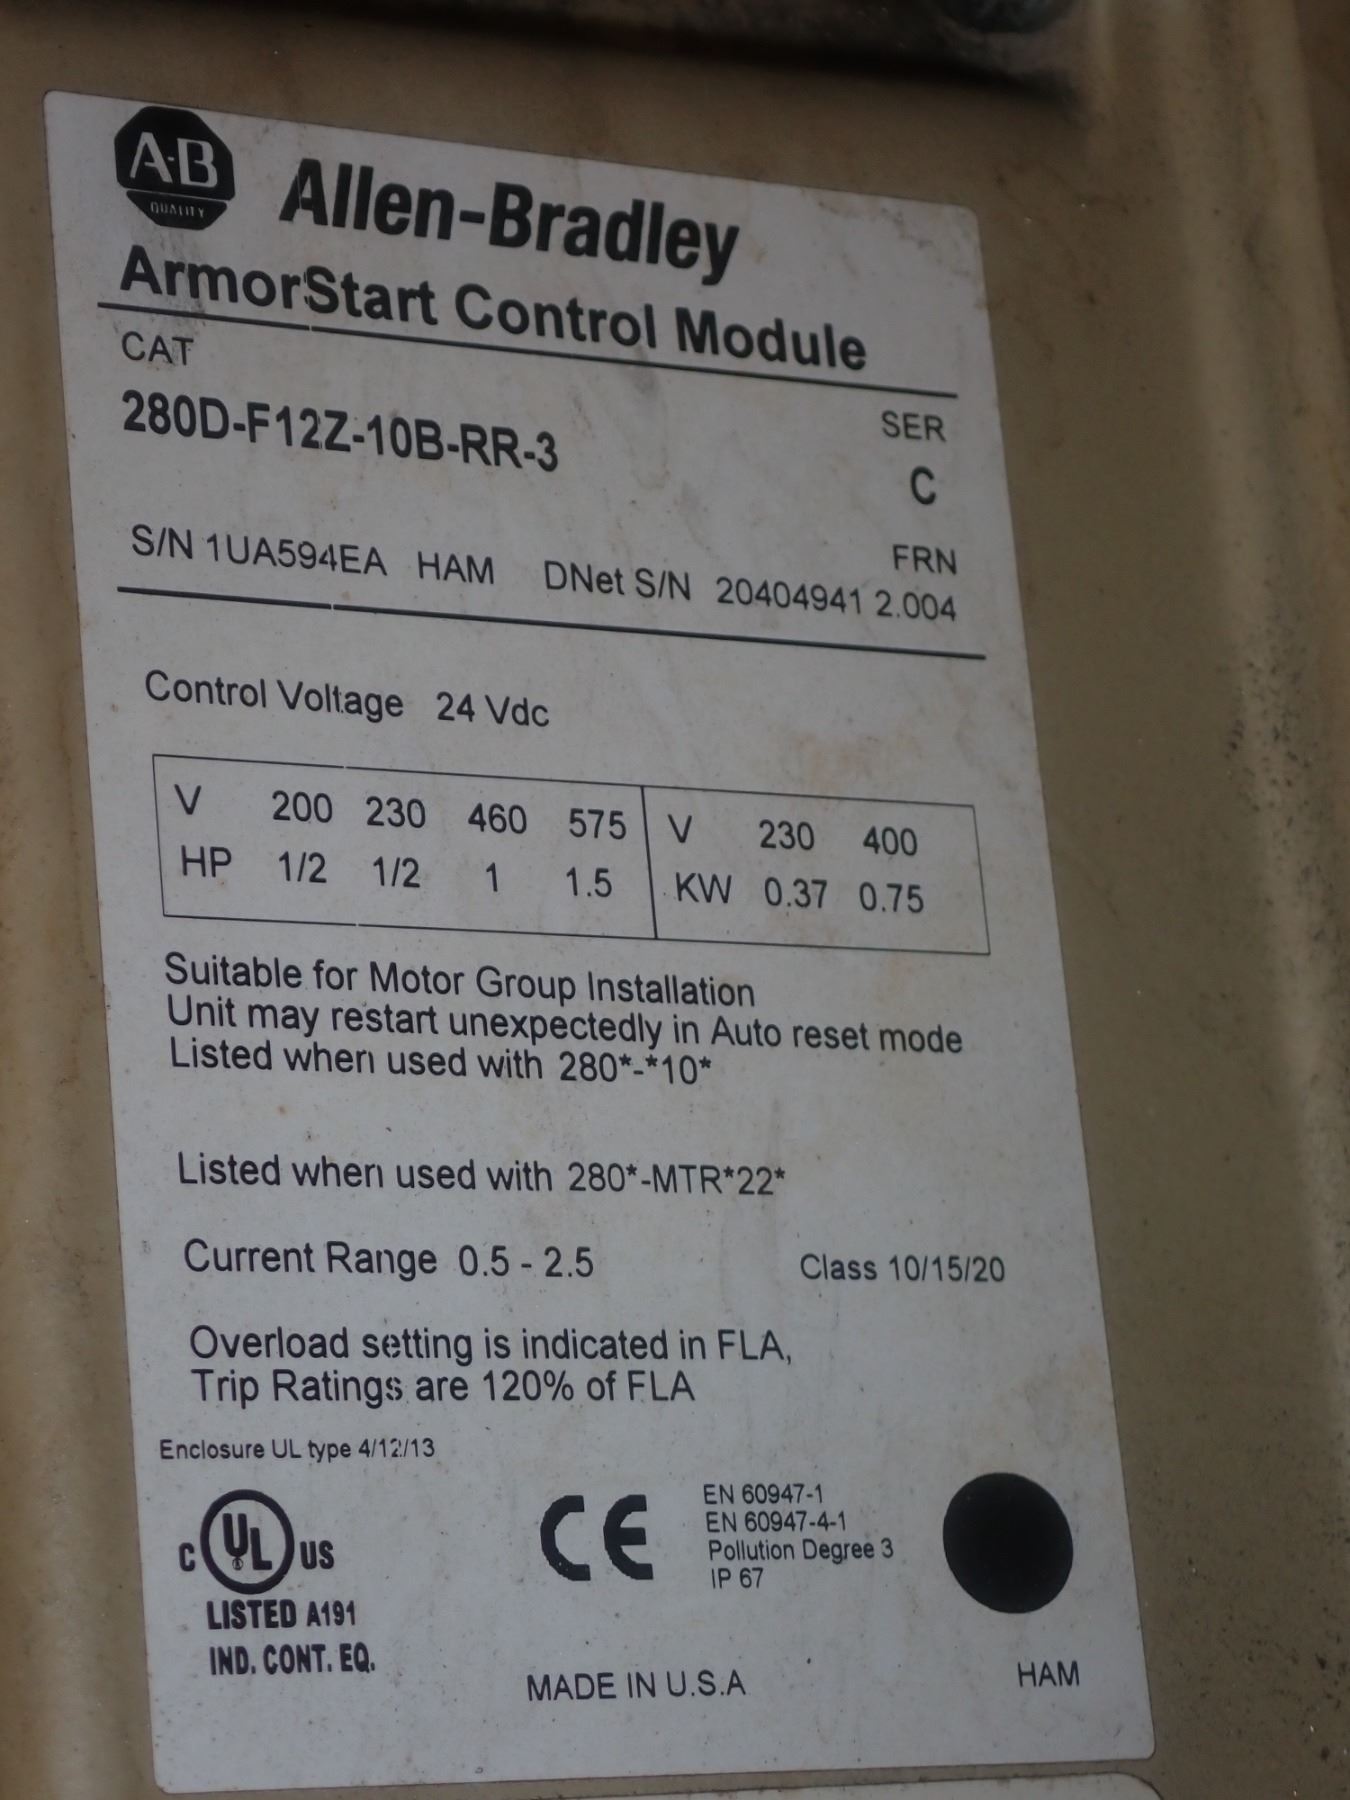 A·B
QUALITY
Allen-Bradley
ArmorStart Control Module
CAT
280D-F12Z-10B-RR-3
SER
C
S/N 1UA594EA HAM DNet S/N 20404941 2.004
FRN
Control Voltage 24 Vdc
V 200 230 460 575 V 230 400
HP 1/2 1/2 1 1.5 KW 0.37 0.75
Suitable for Motor Group Installation
Unit may restart unexpectedly in Auto reset mode
Listed when used with 280*-*10*
Listed when used with 280*-MTR*22*
Current Range 0.5 - 2.5 Class 10/15/20
Overload setting is indicated in FLA,
Trip Ratings are 120% of FLA
Enclosure UL type 4/12/13
C UL US
LISTED A191
IND. CONT. EQ.
CE
EN 60947-1
EN 60947-4-1
Pollution Degree 3
IP 67
MADE IN U.S.A
HAM